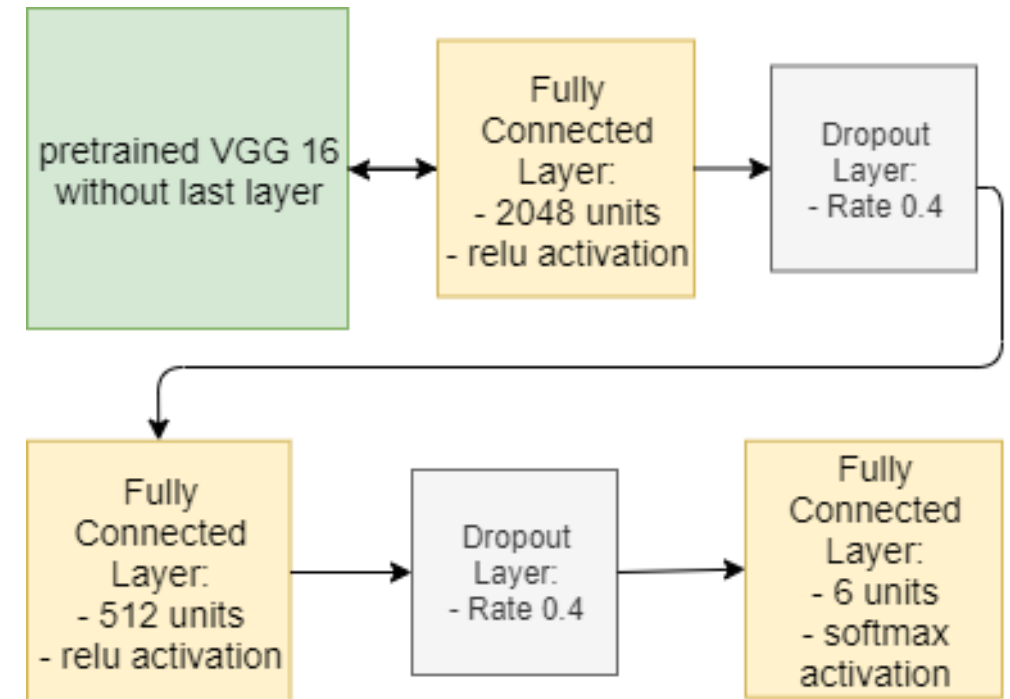 pretrained VGG 16
without last layer
Fully
Connected
Layer:
- 2048 units
- relu activation
Dropout
Layer:
- Rate 0.4
Fully
Connected
Layer:
- 512 units
- relu activation
Dropout
Layer:
- Rate 0.4
Fully
Connected
Layer:
- 6 units
- softmax
activation